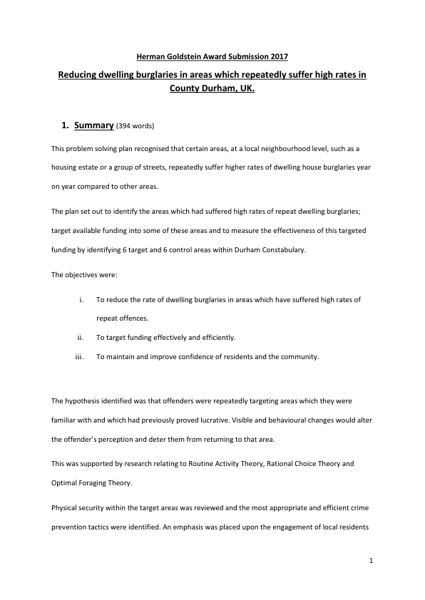 Herman Goldstein Award Submission 2017
Reducing dwelling burglaries in areas which repeatedly suffer high rates in
County Durham, UK.
1. Summary (394 words)
This problem solving plan recognised that certain areas, at a local neighbourhood level, such as a
housing estate or a group of streets, repeatedly suffer higher rates of dwelling house burglaries year
on year compared to other areas.
The plan set out to identify the areas which had suffered high rates of repeat dwelling burglaries;
target available funding into some of these areas and to measure the effectiveness of this targeted
funding by identifying 6 target and 6 control areas within Durham Constabulary.
The objectives were:
i. To reduce the rate of dwelling burglaries in areas which have suffered high rates of
repeat offences.
ii. To target funding effectively and efficiently.
iii. To maintain and improve confidence of residents and the community.
The hypothesis identified was that offenders were repeatedly targeting areas which they were
familiar with and which had previously proved lucrative. Visible and behavioural changes would alter
the offender's perception and deter them from returning to that area.
This was supported by research relating to Routine Activity Theory, Rational Choice Theory and
Optimal Foraging Theory.
Physical security within the target areas was reviewed and the most appropriate and efficient crime
prevention tactics were identified. An emphasis was placed upon the engagement of local residents
1